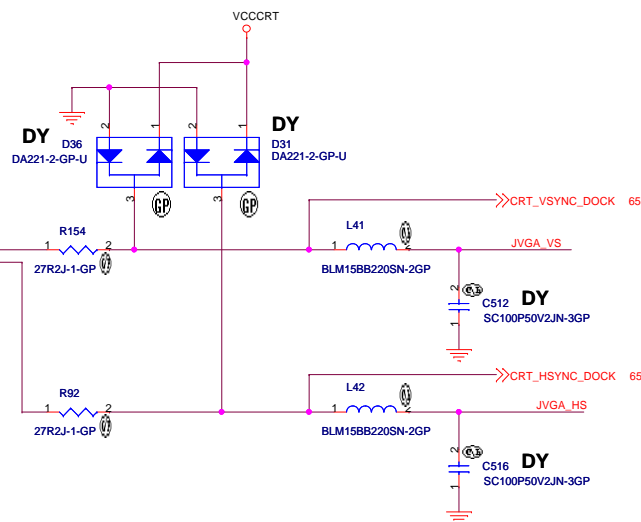 VCCCRT
DY
D36
DA221-2-GP-U
2
1
3
GP
2
1
3
GP
DY
D31
DA221-2-GP-U
CRT_VSYNC_DOCK 65
R154
1
2
27R2J-1-GP
L41
1
2
BLM15BB220SN-2GP
JVGA_VS
2
1
C512
DY
SC100P50V2JN-3GP
CRT_HSYNC_DOCK 65
R92
1
2
27R2J-1-GP
L42
1
2
BLM15BB220SN-2GP
JVGA_HS
2
1
C516
DY
SC100P50V2JN-3GP